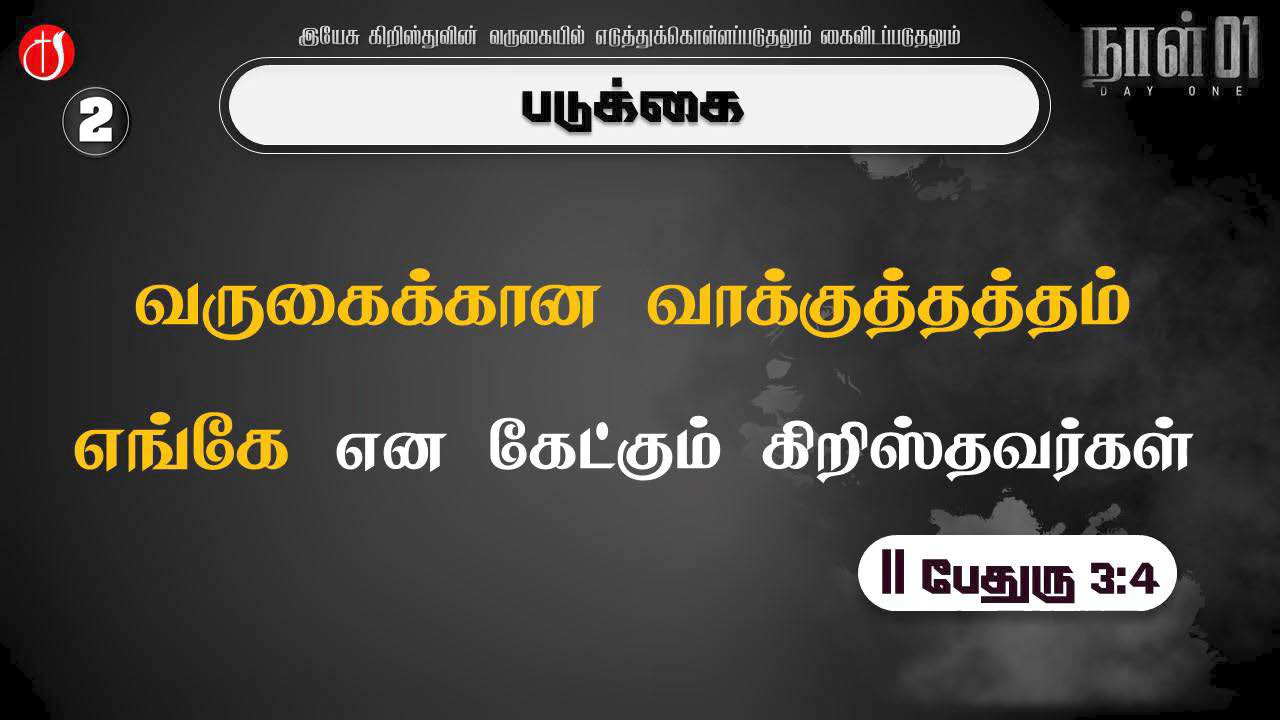 இயேசு கிறிஸ்துவின் வருகையில் எடுத்துக்கொள்ளப்படுதலும் கைவிடப்படுதலும்
நாள் 01
DAY ONE
படுக்கை
2
வருகைக்கான வாக்குத்தத்தம்
எங்கே என கேட்கும் கிறிஸ்தவர்கள்
II பேதுரு 3:4